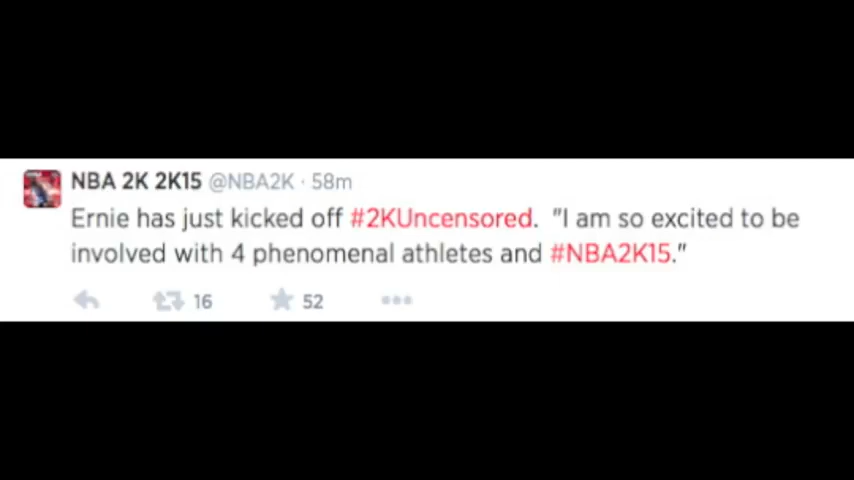 NBA 2K 2K15 @NBA2K · 58m
Ernie has just kicked off #2KUncensored. "I am so excited to be
involved with 4 phenomenal athletes and #NBA2K15."
16 52